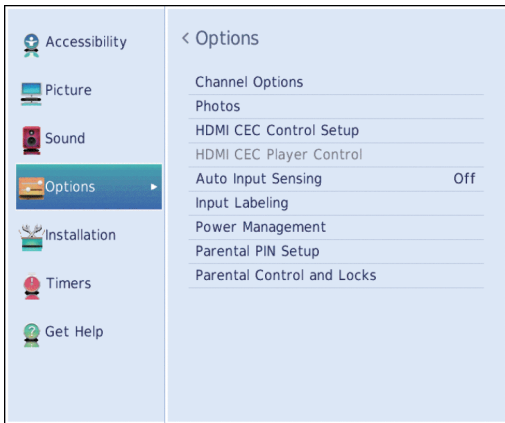 Accessibility
Picture
Sound
Options
Installation
Timers
Get Help
< Options
Channel Options
Photos
HDMI CEC Control Setup
HDMI CEC Player Control
Auto Input Sensing Off
Input Labeling
Power Management
Parental PIN Setup
Parental Control and Locks